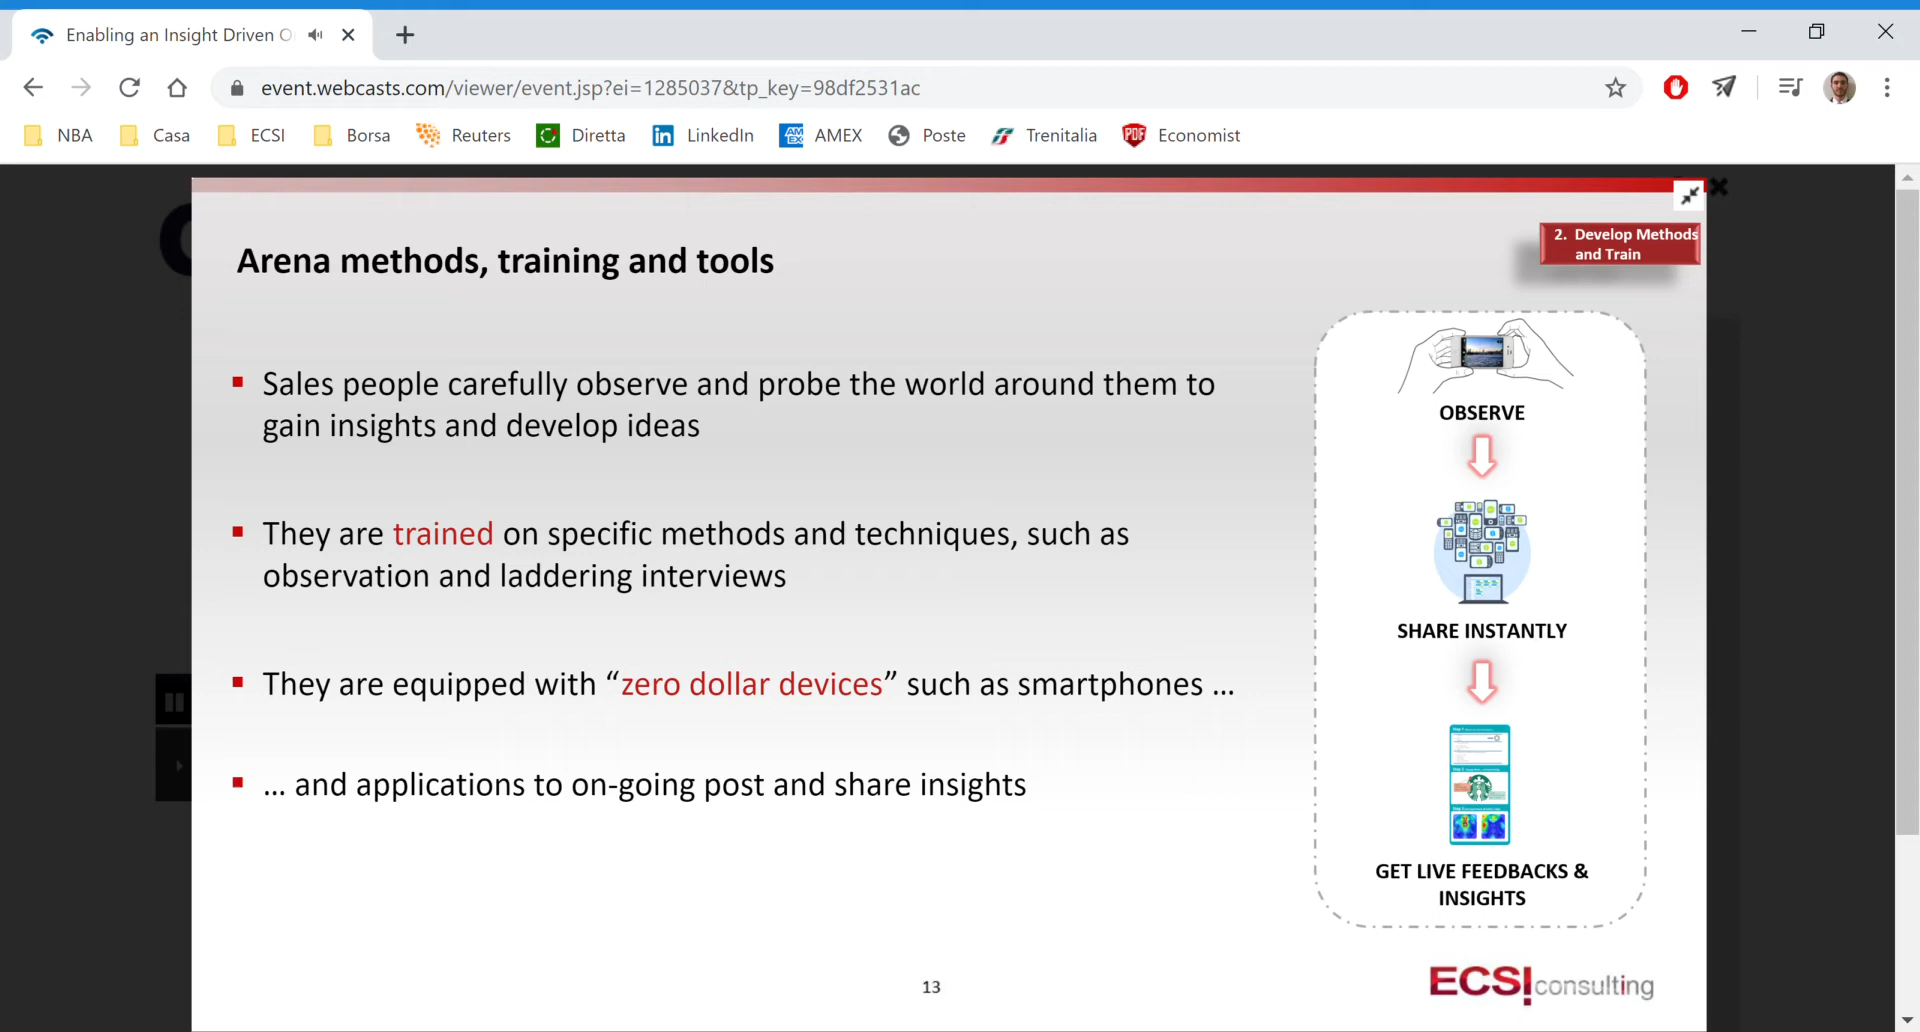 Enabling an Insight Driven O
event.webcasts.com/viewer/event.jsp?ei=1285037&tp_key=98df2531ac
NBA Casa ECSI Borsa Reuters Diretta LinkedIn AMEX Poste Trenitalia Economist
2. Develop Methods
and Train
Arena methods, training and tools
▪ Sales people carefully observe and probe the world around them to
gain insights and develop ideas
▪ They are trained on specific methods and techniques, such as
observation and laddering interviews
▪ They are equipped with “zero dollar devices” such as smartphones ...
▪ ... and applications to on-going post and share insights
OBSERVE
SHARE INSTANTLY
GET LIVE FEEDBACKS &
INSIGHTS
13
ECSI consulting